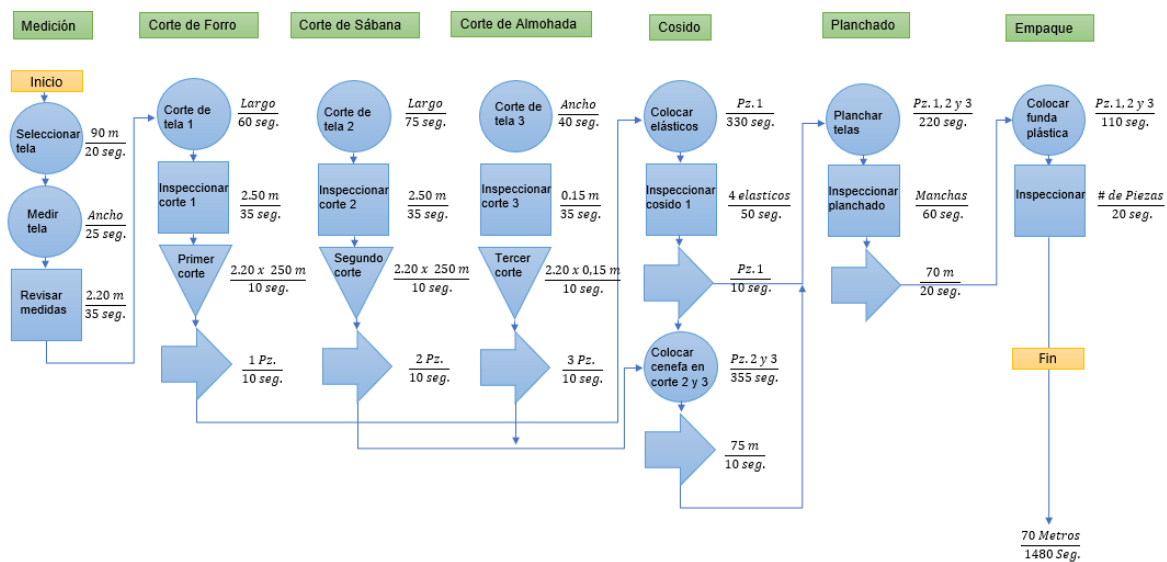 Medición
Corte de Forro
Corte de Sábana
Corte de Almohada
Cosido
Planchado
Empaque
Inicio
Seleccionar
tela
90 m
20 seg.
Medir
tela
Ancho
25 seg.
Revisar
medidas
2.20 m
35 seg.
Corte de
tela 1
Largo
60 seg.
Inspeccionar
corte 1
2.50 m
35 seg.
Primer
corte
2.20 x 250 m
10 seg.
1 Pz.
10 seg.
Corte de
tela 2
Largo
75 seg.
Inspeccionar
corte 2
2.50 m
35 seg.
Segundo
corte
2.20 x 250 m
10 seg.
2 Pz.
10 seg.
Corte de
tela 3
Ancho
40 seg.
Inspeccionar
corte 3
0.15 m
35 seg.
Tercer
corte
2.20 x 0,15 m
10 seg.
3 Pz.
10 seg.
Colocar
elásticos
Pz. 1
330 seg.
Inspeccionar
cosido 1
4 elasticos
50 seg.
Pz. 1
10 seg.
Colocar
cenefa en
corte 2 y 3
Pz. 2 y 3
355 seg.
75 m
10 seg.
Planchar
telas
Pz. 1, 2 y 3
220 seg.
Inspeccionar
planchado
Manchas
60 seg.
70 m
20 seg.
Colocar
funda
plástica
Pz. 1, 2 y 3
110 seg.
Inspeccionar
# de Piezas
20 seg.
Fin
70 Metros
1480 Seg.